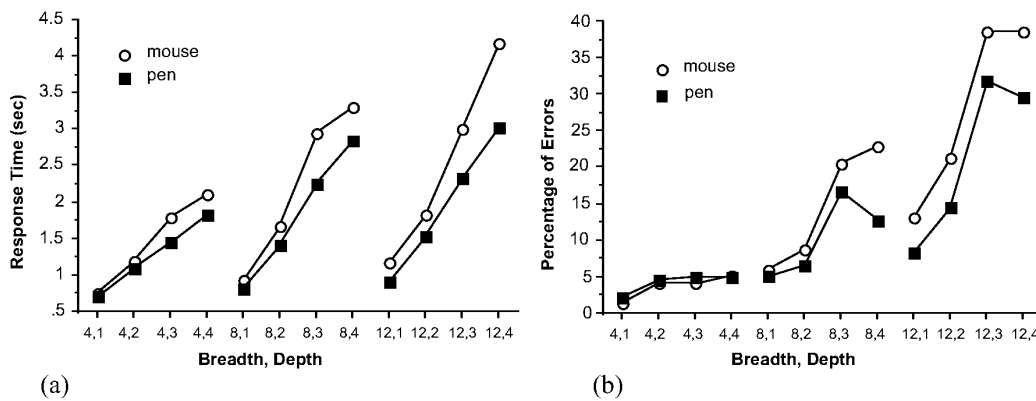 4.5
4
3.5
3
2.5
2
1.5
1
.5
Response Time (sec)
mouse
pen
4,1 4,2 4,3 4,4 8,1 8,2 8,3 8,4 12,1 12,2 12,3 12,4
Breadth, Depth
(a)
40
35
30
25
20
15
10
5
0
Percentage of Errors
mouse
pen
4,1 4,2 4,3 4,4 8,1 8,2 8,3 8,4 12,1 12,2 12,3 12,4
Breadth, Depth
(b)